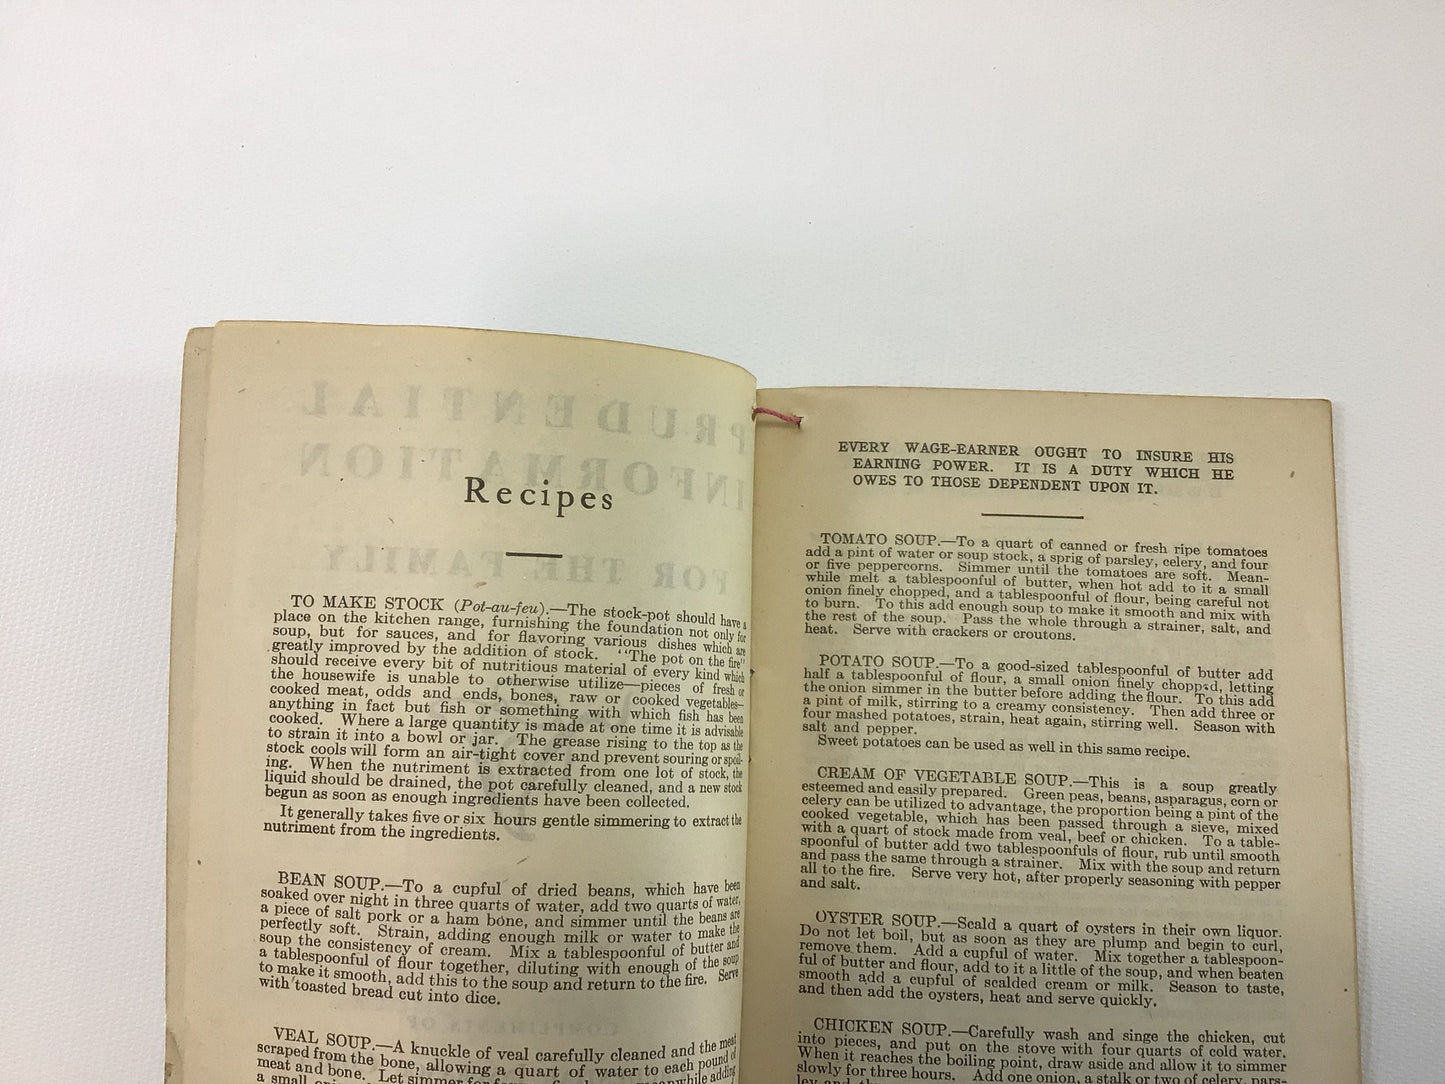 Recipes
TO MAKE STOCK (Pot-au-feu).—The stock-pot should have a
place on the kitchen range, furnishing the foundation not only for
soup, but for sauces, and for flavoring various dishes which are
greatly improved by the addition of stock. "The pot on the fire"
should receive every bit of nutritious material of every kind which
the housewife is unable to otherwise utilize—pieces of fresh or
cooked meat, odds and ends, bones, raw or cooked vegetables—
anything in fact but fish or something with which fish has been
cooked. Where a large quantity is made at one time it is advisable
to strain it into a bowl or jar. The grease rising to the top as the
stock cools will form an air-tight cover and prevent souring or spoil-
ing. When the nutriment is extracted from one lot of stock, the
liquid should be drained, the pot carefully cleaned, and a new stock
begun as soon as enough ingredients have been collected.
It generally takes five or six hours gentle simmering to extract the
nutriment from the ingredients.
BEAN SOUP.—To a cupful of dried beans, which have been
soaked over night in three quarts of water, add two quarts of water,
a piece of salt pork or a ham bone, and simmer until the beans are
perfectly soft. Strain, adding enough milk or water to make the
soup the consistency of cream. Mix a tablespoonful of butter and
a tablespoonful of flour together, diluting with enough of the soup
to make it smooth, add this to the soup and return to the fire. Serve
with toasted bread cut into dice.
VEAL SOUP.—A knuckle of veal carefully cleaned and the meat
scraped from the bone, allowing a quart of water to each pound of
meat and bone. Let simmer for
a small
EVERY WAGE-EARNER OUGHT TO INSURE HIS
EARNING POWER. IT IS A DUTY WHICH HE
OWES TO THOSE DEPENDENT UPON IT.
TOMATO SOUP.—To a quart of canned or fresh ripe tomatoes
add a pint of water or soup stock, a sprig of parsley, celery, and four
or five peppercorns. Simmer until the tomatoes are soft. Mean-
while melt a tablespoonful of butter, when hot add to it a small
onion finely chopped, and a tablespoonful of flour, being careful not
to burn. To this add enough soup to make it smooth and mix with
the rest of the soup. Pass the whole through a strainer, salt, and
heat. Serve with crackers or croutons.
POTATO SOUP.—To a good-sized tablespoonful of butter add
half a tablespoonful of flour, a small onion finely chopped, letting
the onion simmer in the butter before adding the flour. To this add
a pint of milk, stirring to a creamy consistency. Then add three or
four mashed potatoes, strain, heat again, stirring well. Season with
salt and pepper.
Sweet potatoes can be used as well in this same recipe.
CREAM OF VEGETABLE SOUP.—This is a soup greatly
esteemed and easily prepared. Green peas, beans, asparagus, corn or
celery can be utilized to advantage, the proportion being a pint of the
cooked vegetable, which has been passed through a sieve, mixed
with a quart of stock made from veal, beef or chicken. To a table-
spoonful of butter add two tablespoonfuls of flour, rub until smooth
and pass the same through a strainer. Mix with the soup and return
all to the fire. Serve very hot, after properly seasoning with pepper
and salt.
OYSTER SOUP.—Scald a quart of oysters in their own liquor.
Do not let boil, but as soon as they are plump and begin to curl,
remove them. Add a cupful of water. Mix together a tablespoon-
ful of butter and flour, add to it a little of the soup, and when beaten
smooth add a cupful of scalded cream or milk. Season to taste,
and then add the oysters, heat and serve quickly.
CHICKEN SOUP.—Carefully wash and singe the chicken, cut
into pieces, and put on the stove with four quarts of cold water.
When it reaches the boiling point, draw aside and allow it to simmer
slowly for three hours. Add one onion, a stalk or two of celery, pars-